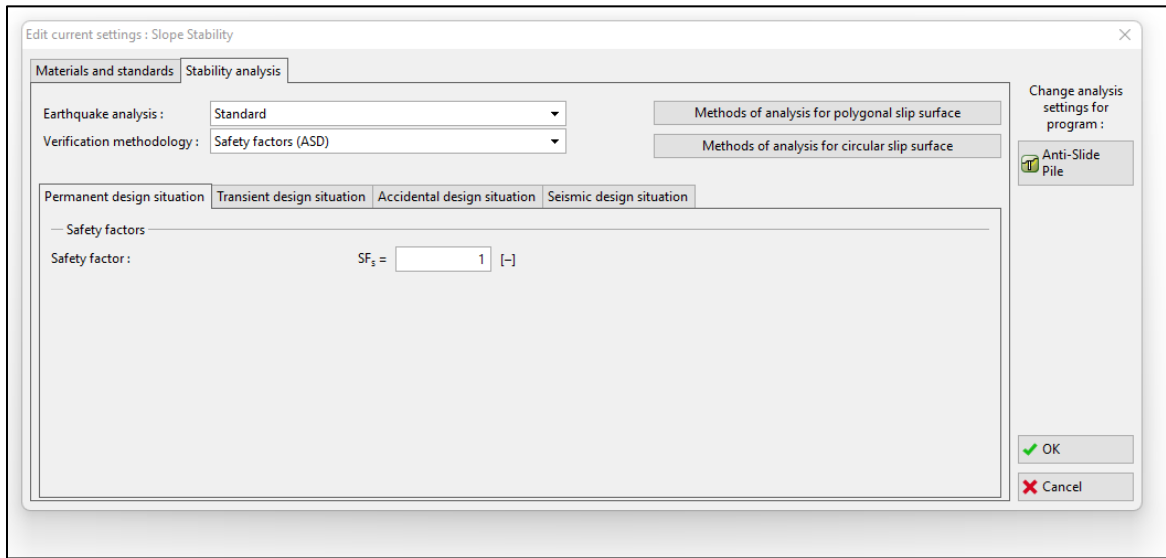 Edit current settings : Slope Stability
Materials and standards
Stability analysis
Earthquake analysis :
Standard
Methods of analysis for polygonal slip surface
Verification methodology :
Safety factors (ASD)
Methods of analysis for circular slip surface
Permanent design situation
Transient design situation
Accidental design situation
Seismic design situation
Safety factors
Safety factor :
SFs =
1
[–]
Change analysis
settings for
program :
Anti-Slide
Pile
OK
Cancel